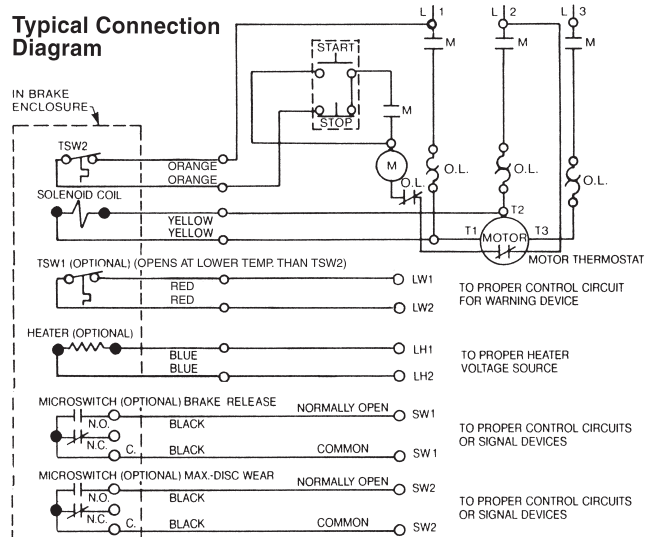 Typical Connection
Diagram
L 1
L 2
L 3
M
M
M
START
STOP
M
IN BRAKE
ENCLOSURE
TSW2
ORANGE
ORANGE
M
O.L.
O.L.
O.L.
O.L.
SOLENOID COIL
YELLOW
YELLOW
T2
T1
MOTOR
T3
MOTOR THERMOSTAT
TSW1 (OPTIONAL) (OPENS AT LOWER TEMP. THAN TSW2)
RED
RED
LW1
LW2
TO PROPER CONTROL CIRCUIT
FOR WARNING DEVICE
HEATER (OPTIONAL)
BLUE
BLUE
LH1
LH2
TO PROPER HEATER
VOLTAGE SOURCE
MICROSWITCH (OPTIONAL) BRAKE RELEASE
N.O.
BLACK
NORMALLY OPEN
SW1
N.C.
C.
BLACK
COMMON
SW1
TO PROPER CONTROL CIRCUITS
OR SIGNAL DEVICES
MICROSWITCH (OPTIONAL) MAX.-DISC WEAR
N.O.
BLACK
NORMALLY OPEN
SW2
N.C.
C.
BLACK
COMMON
SW2
TO PROPER CONTROL CIRCUITS
OR SIGNAL DEVICES